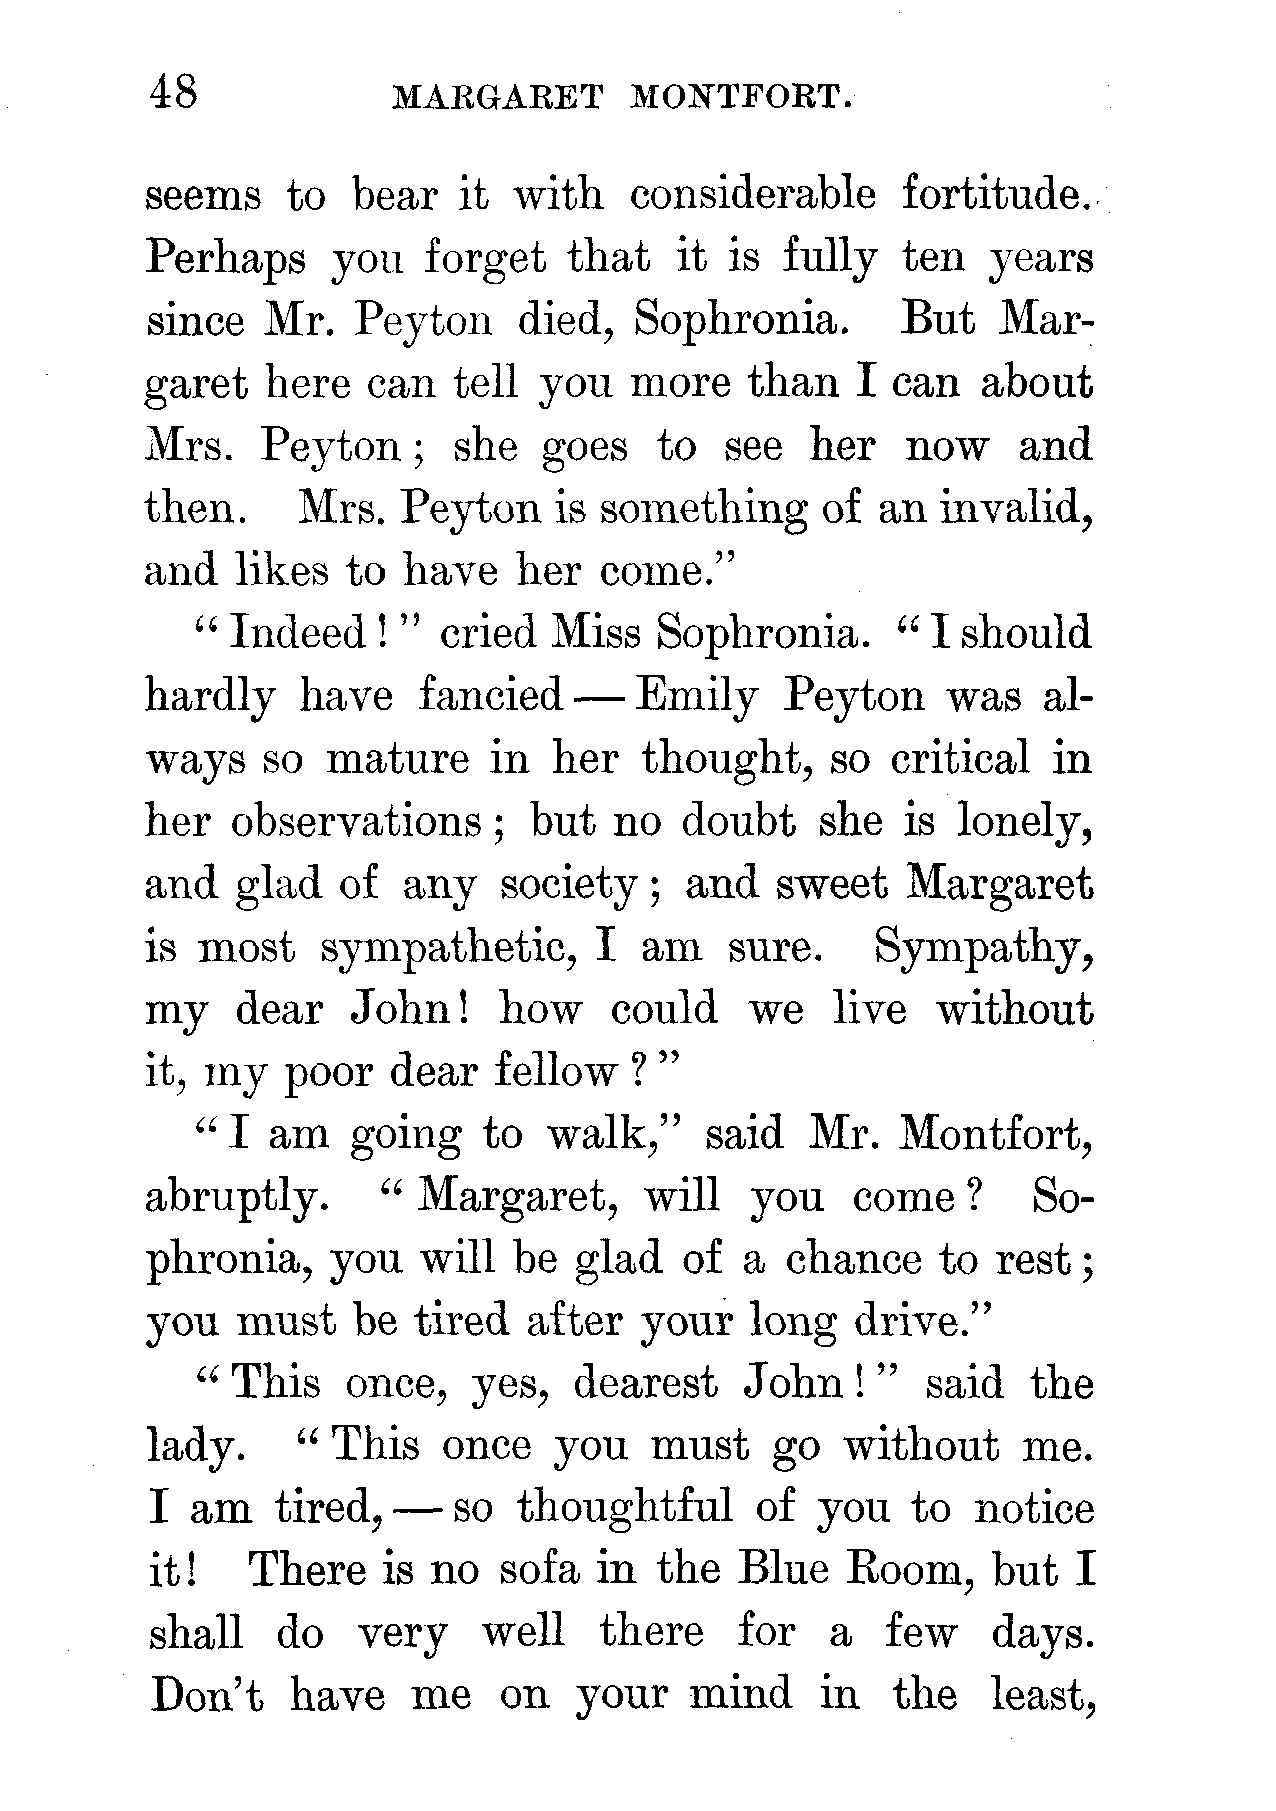 48 MARGARET MONTFORT.
seems to bear it with considerable fortitude.
Perhaps you forget that it is fully ten years
since Mr. Peyton died, Sophronia. But Mar-
garet here can tell you more than I can about
Mrs. Peyton; she goes to see her now and
then. Mrs. Peyton is something of an invalid,
and likes to have her come."
"Indeed!" cried Miss Sophronia. "I should
hardly have fancied — Emily Peyton was al-
ways so mature in her thought, so critical in
her observations; but no doubt she is lonely,
and glad of any society; and sweet Margaret
is most sympathetic, I am sure. Sympathy,
my dear John! how could we live without
it, my poor dear fellow?"
"I am going to walk," said Mr. Montfort,
abruptly. "Margaret, will you come? So-
phronia, you will be glad of a chance to rest;
you must be tired after your long drive."
"This once, yes, dearest John!" said the
lady. "This once you must go without me.
I am tired, — so thoughtful of you to notice
it! There is no sofa in the Blue Room, but I
shall do very well there for a few days.
Don't have me on your mind in the least,